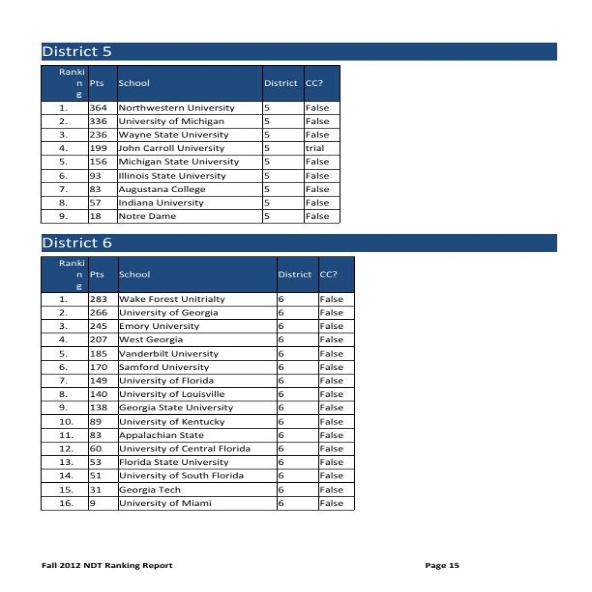 District 5
Ranki
n
g Pts School District CC?
1. 364 Northwestern University 5 False
2. 336 University of Michigan 5 False
3. 236 Wayne State University 5 False
4. 199 John Carroll University 5 trial
5. 156 Michigan State University 5 False
6. 93 Illinois State University 5 False
7. 83 Augustana College 5 False
8. 57 Indiana University 5 False
9. 18 Notre Dame 5 False
District 6
Ranki
n
g Pts School District CC?
1. 283 Wake Forest Unitrialty 6 False
2. 266 University of Georgia 6 False
3. 245 Emory University 6 False
4. 207 West Georgia 6 False
5. 185 Vanderbilt University 6 False
6. 170 Samford University 6 False
7. 149 University of Florida 6 False
8. 140 University of Louisville 6 False
9. 138 Georgia State University 6 False
10. 89 University of Kentucky 6 False
11. 83 Appalachian State 6 False
12. 60 University of Central Florida 6 False
13. 53 Florida State University 6 False
14. 51 University of South Florida 6 False
15. 31 Georgia Tech 6 False
16. 9 University of Miami 6 False
Fall 2012 NDT Ranking Report Page 15